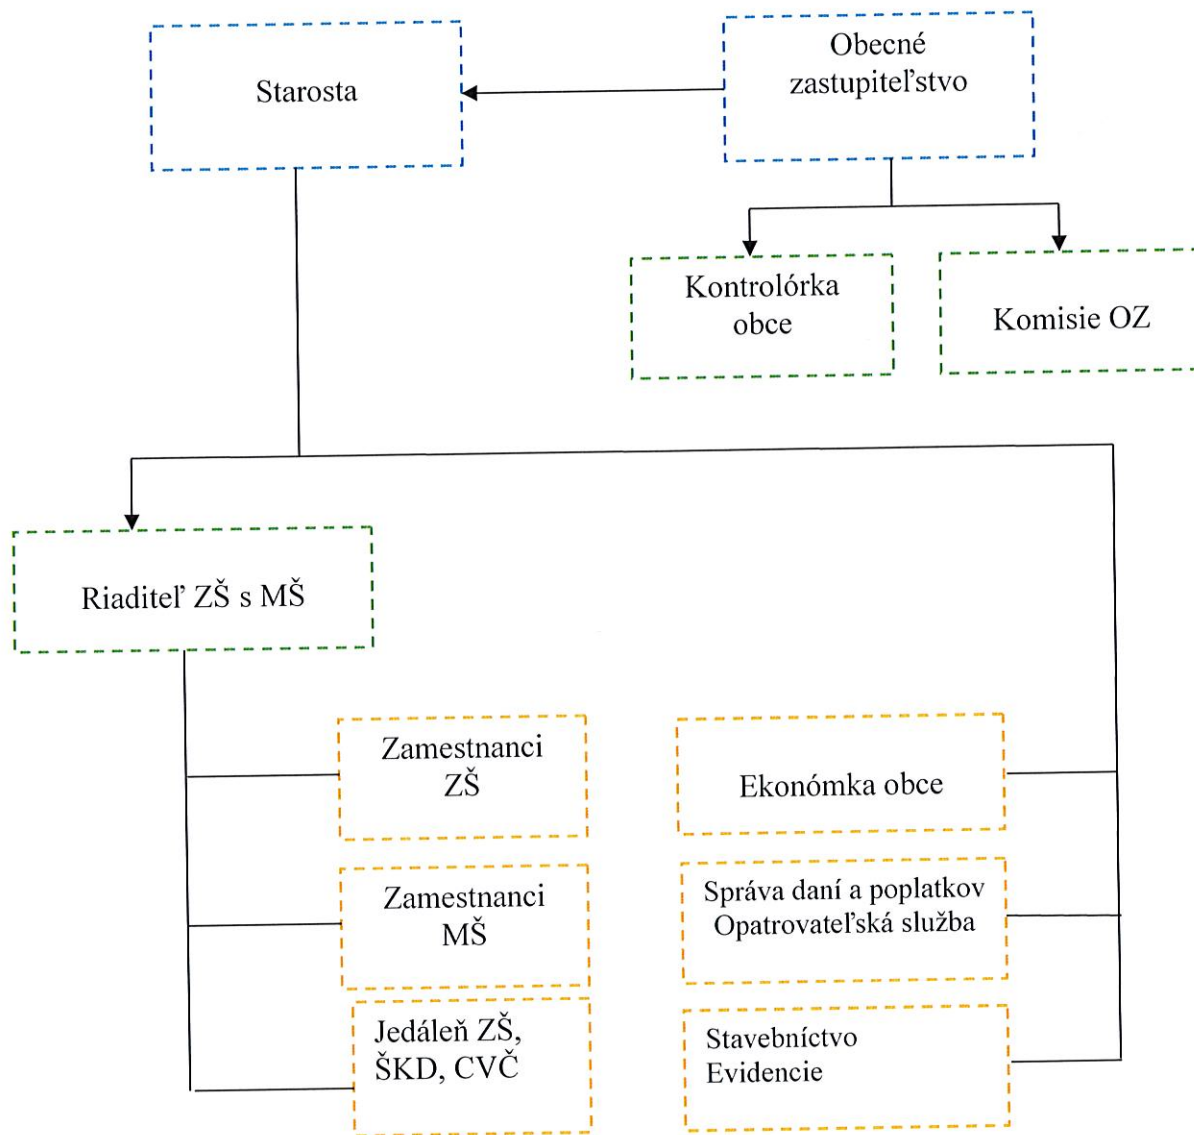 Starosta
Obecné
zastupiteľstvo
Kontrolórka
obce
Komisie OZ
Riaditeľ ZŠ s MŠ
Zamestnanci
ZŠ
Ekonómka obce
Zamestnanci
MŠ
Správa daní a poplatkov
Opatrovateľská služba
Jedáleň ZŠ,
ŠKD, CVČ
Stavebníctvo
Evidencie